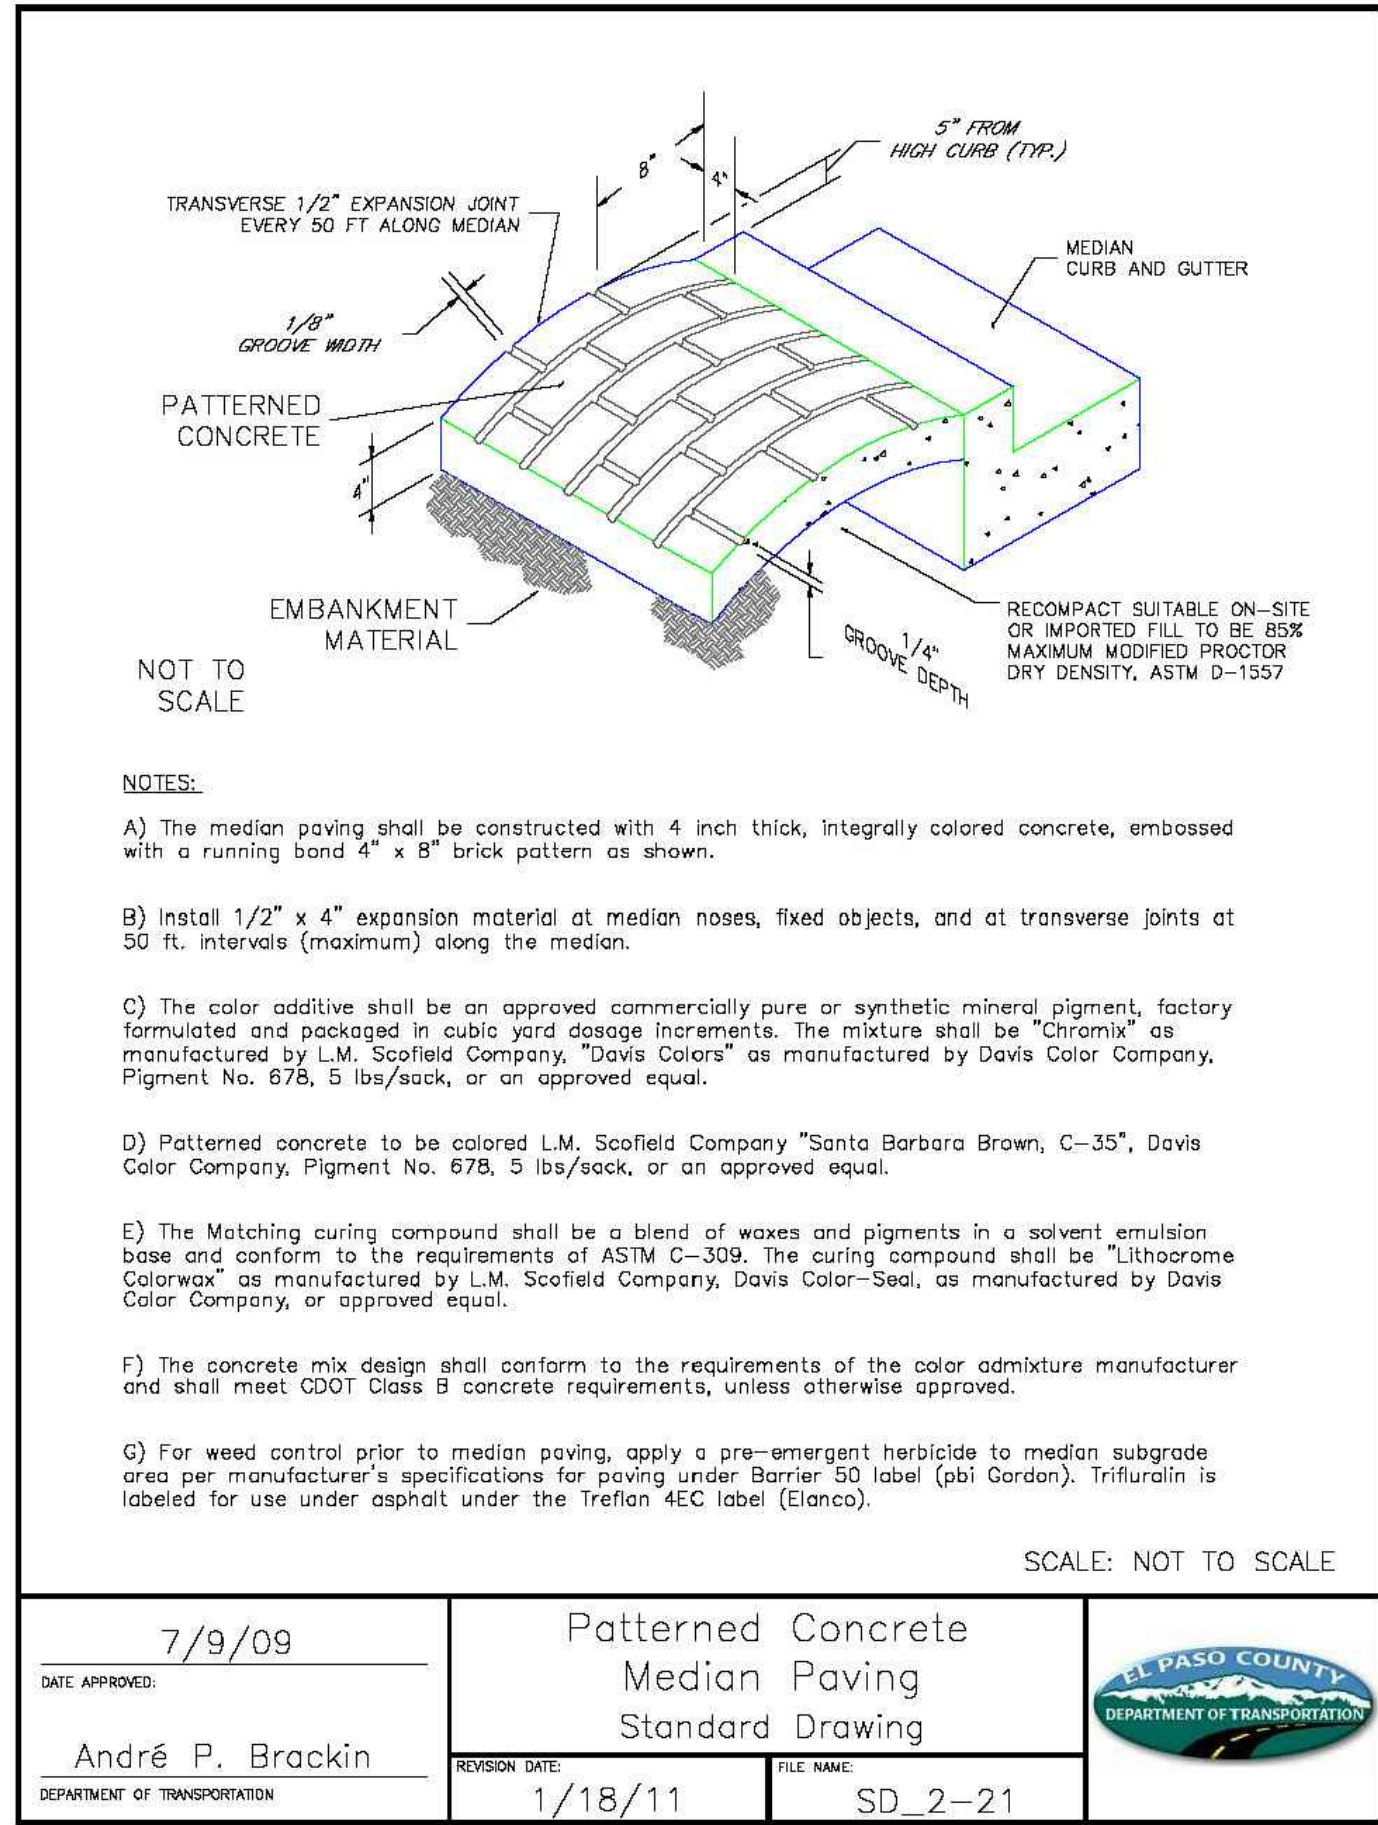 5" FROM
HIGH CURB (TYP.)
8"
4"
TRANSVERSE 1/2" EXPANSION JOINT
EVERY 50 FT ALONG MEDIAN
MEDIAN
CURB AND GUTTER
1/8"
GROOVE WIDTH
PATTERNED
CONCRETE
4"
EMBANKMENT
MATERIAL
RECOMPACT SUITABLE ON-SITE
OR IMPORTED FILL TO BE 85%
MAXIMUM MODIFIED PROCTOR
DRY DENSITY, ASTM D-1557
1/4"
GROOVE DEPTH
NOT TO
SCALE
NOTES:
A) The median paving shall be constructed with 4 inch thick, integrally colored concrete, embossed
with a running bond 4" x 8" brick pattern as shown.
B) Install 1/2" x 4" expansion material at median noses, fixed objects, and at transverse joints at
50 ft. intervals (maximum) along the median.
C) The color additive shall be an approved commercially pure or synthetic mineral pigment, factory
formulated and packaged in cubic yard dosage increments. The mixture shall be "Chromix" as
manufactured by L.M. Scofield Company, "Davis Colors" as manufactured by Davis Color Company,
Pigment No. 678, 5 lbs/sack, or an approved equal.
D) Patterned concrete to be colored L.M. Scofield Company "Santa Barbara Brown, C-35", Davis
Color Company, Pigment No. 678, 5 lbs/sack, or an approved equal.
E) The Matching curing compound shall be a blend of waxes and pigments in a solvent emulsion
base and conform to the requirements of ASTM C-309. The curing compound shall be "Lithocrome
Colorwax" as manufactured by L.M. Scofield Company, Davis Color-Seal, as manufactured by Davis
Color Company, or approved equal.
F) The concrete mix design shall conform to the requirements of the color admixture manufacturer
and shall meet CDOT Class B concrete requirements, unless otherwise approved.
G) For weed control prior to median paving, apply a pre-emergent herbicide to median subgrade
area per manufacturer's specifications for paving under Barrier 50 label (pbi Gordon). Trifluralin is
labeled for use under asphalt under the Treflan 4EC label (Elanco).
SCALE: NOT TO SCALE
7/9/09
DATE APPROVED:
André P. Brackin
DEPARTMENT OF TRANSPORTATION
Patterned Concrete
Median Paving
Standard Drawing
REVISION DATE:
1/18/11
FILE NAME:
SD_2-21
EL PASO COUNTY
DEPARTMENT OF TRANSPORTATION